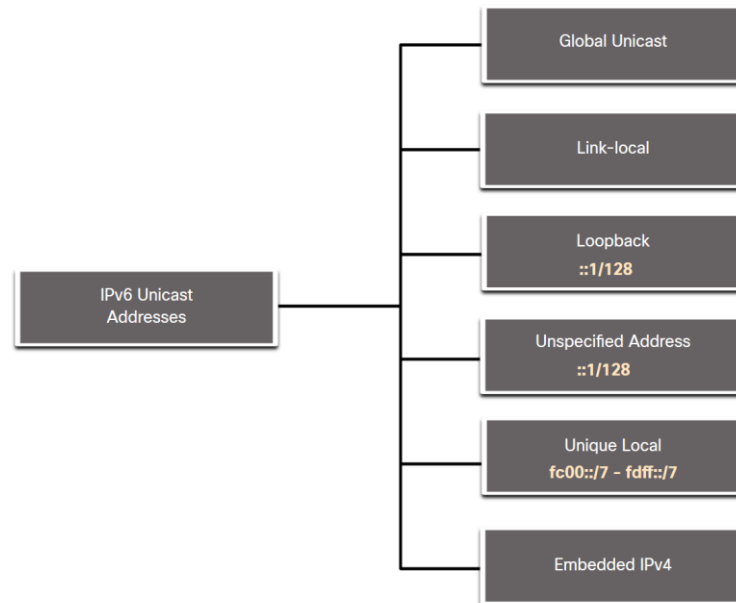 IPv6 Unicast
Addresses
Global Unicast
Link-local
Loopback
::1/128
Unspecified Address
::1/128
Unique Local
fc00::/7 - fdff::/7
Embedded IPv4